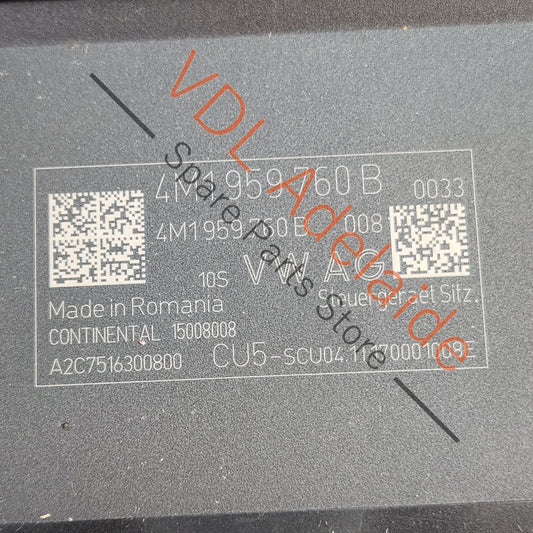 VDL Adelaide
Spare Parts Store
4M1 959 760 B 0033
4M1 959 760 B 008
10S VW AG
Made in Romania Steuergeraet Sitz
CONTINENTAL 15008008
A2C7516300800 CU5-SCU04